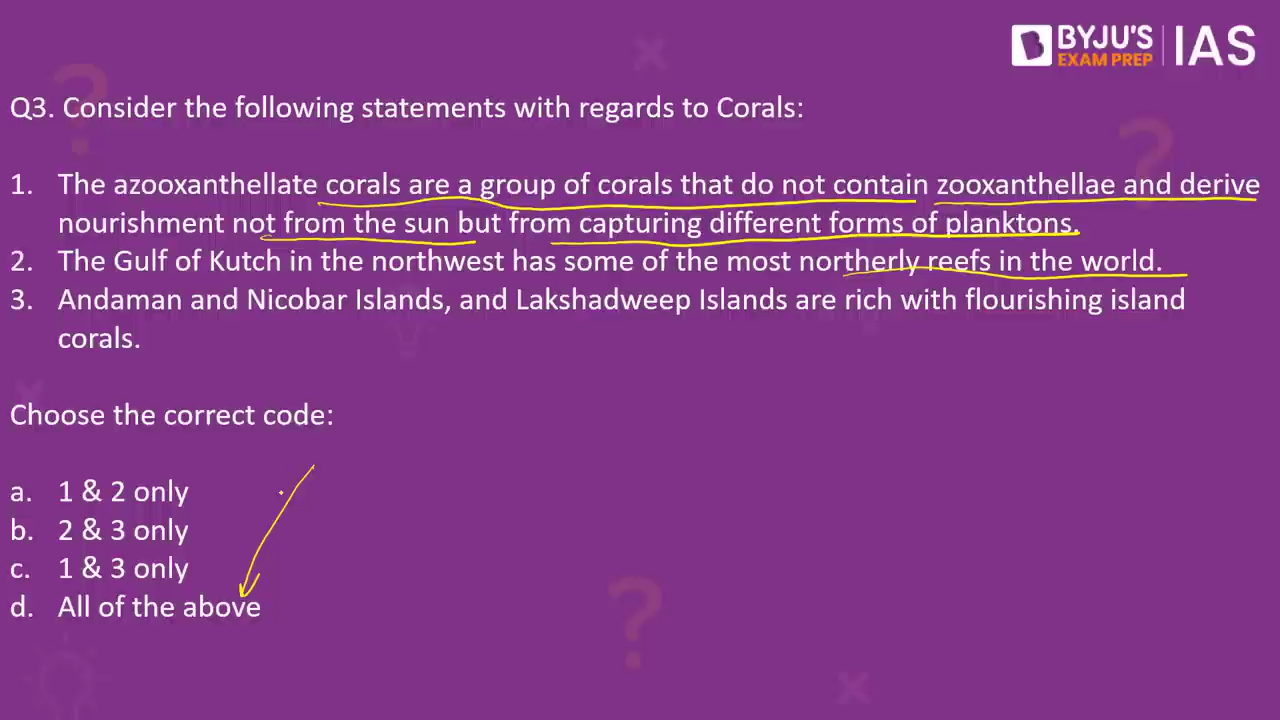 BYJU'S
EXAM PREP
IAS
Q3. Consider the following statements with regards to Corals:
1. The azooxanthellate corals are a group of corals that do not contain zooxanthellae and derive
nourishment not from the sun but from capturing different forms of planktons.
2. The Gulf of Kutch in the northwest has some of the most northerly reefs in the world.
3. Andaman and Nicobar Islands, and Lakshadweep Islands are rich with flourishing island
corals.
Choose the correct code:
a. 1 & 2 only
b. 2 & 3 only
c. 1 & 3 only
d. All of the above